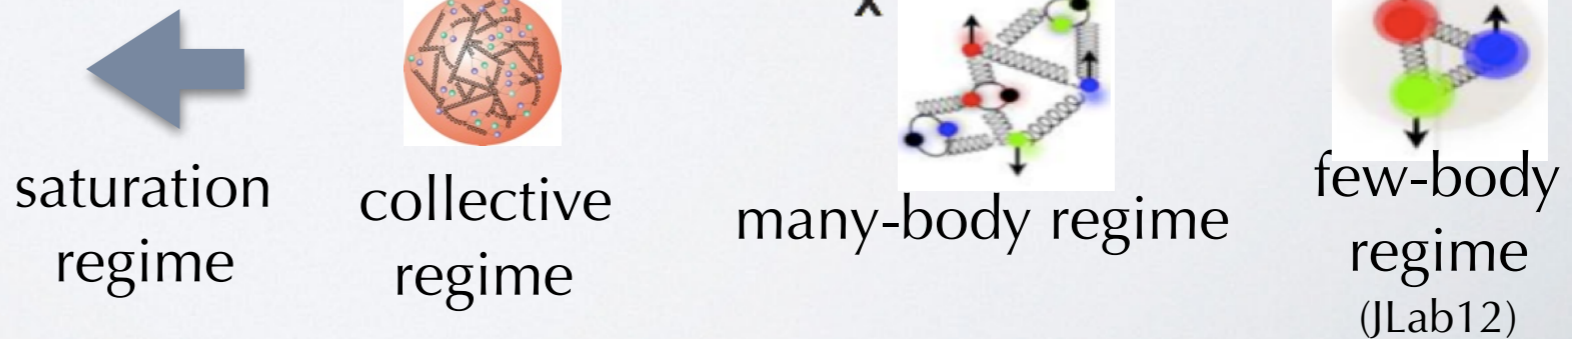 x
saturation
regime
collective
regime
many-body regime
few-body
regime
(JLab12)